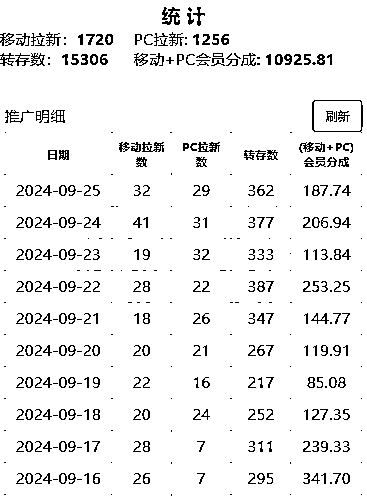 统 计
移动拉新：1720 PC拉新: 1256
转存数：15306 移动+PC会员分成: 10925.81
推广明细 刷新
日期 移动拉新数 PC拉新数 转存数 (移动+PC)会员分成
2024-09-25 32 29 362 187.74
2024-09-24 41 31 377 206.94
2024-09-23 19 32 333 113.84
2024-09-22 28 22 387 253.25
2024-09-21 18 26 347 144.77
2024-09-20 20 21 267 119.91
2024-09-19 22 16 217 85.08
2024-09-18 20 24 252 127.35
2024-09-17 28 7 311 239.33
2024-09-16 26 7 295 341.70